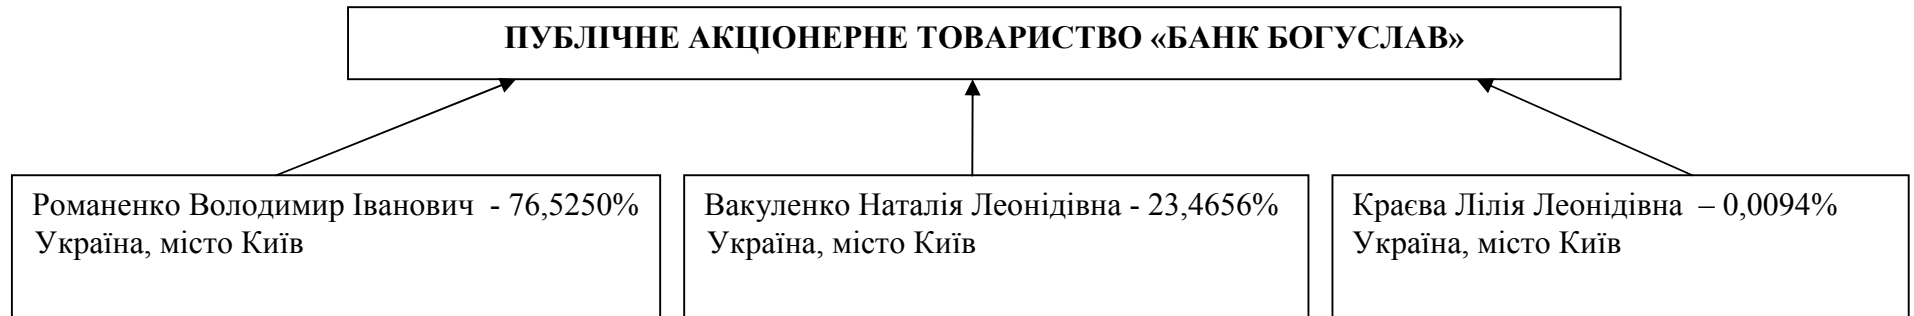 ПУБЛІЧНЕ АКЦІОНЕРНЕ ТОВАРИСТВО «БАНК БОГУСЛАВ»
Романенко Володимир Іванович - 76,5250%
Україна, місто Київ
Вакуленко Наталія Леонідівна - 23,4656%
Україна, місто Київ
Краєва Лілія Леонідівна – 0,0094%
Україна, місто Київ